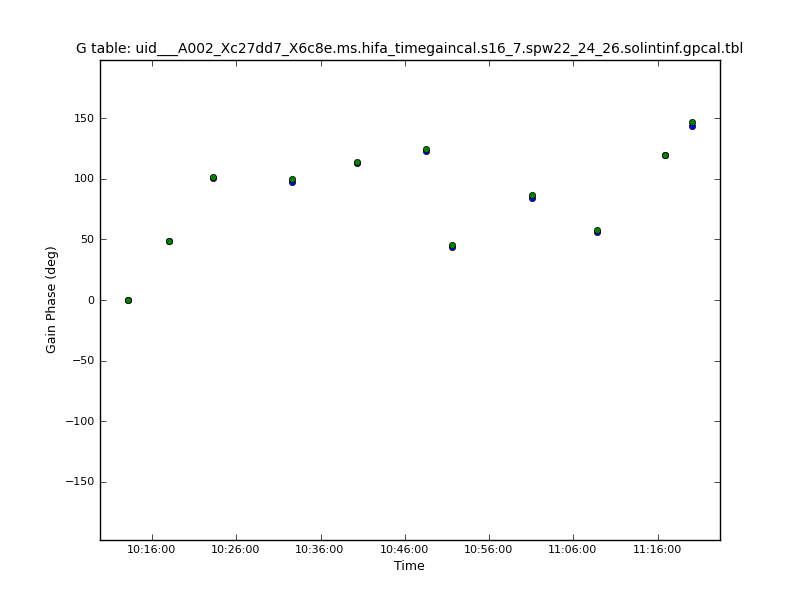 G table: uid___A002_Xc27dd7_X6c8e.ms.hifa_timegaincal.s16_7.spw22_24_26.solintinf.gpcal.tbl
150
100
50
0
−50
−100
−150
Gain Phase (deg)
10:16:00 10:26:00 10:36:00 10:46:00 10:56:00 11:06:00 11:16:00
Time